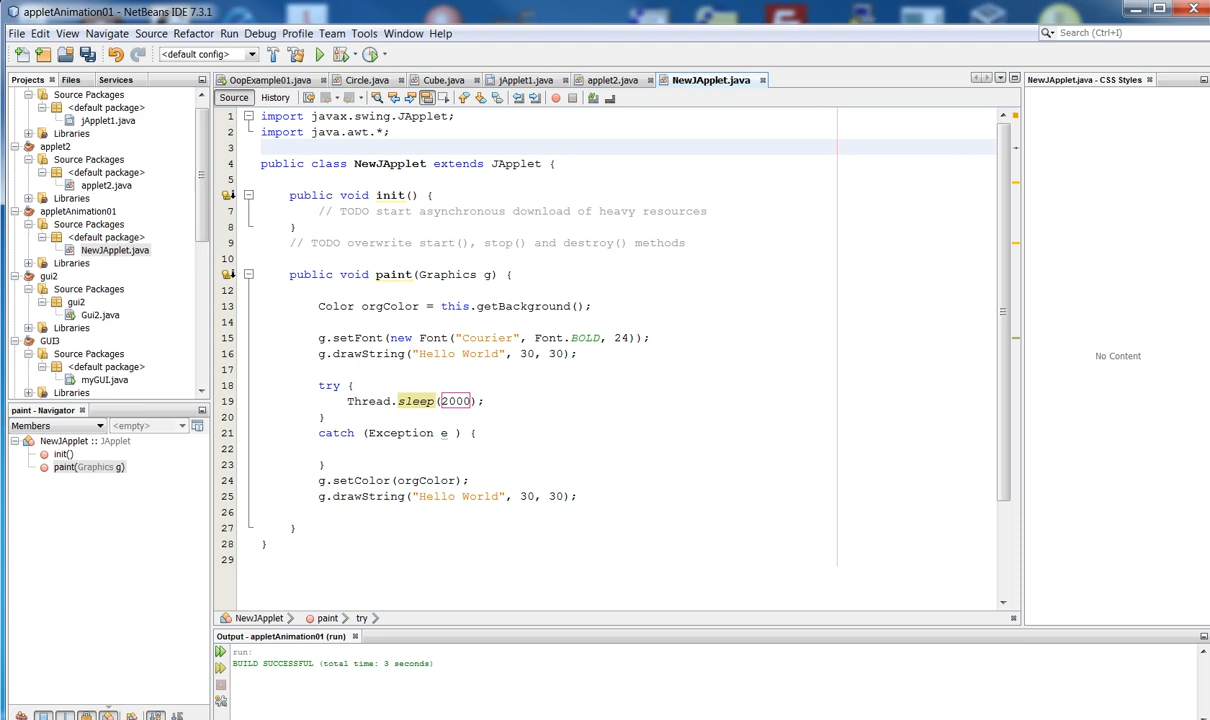 appletAnimation01 - NetBeans IDE 7.3.1
File Edit View Navigate Source Refactor Run Debug Profile Team Tools Window Help
Search (Ctrl+I)
<default config>
Projects Files Services
OopExample01.java Circle.java Cube.java jApplet1.java applet2.java NewJApplet.java
NewJApplet.java - CSS Styles
Source History
Source Packages
<default package>
jApplet1.java
Libraries
applet2
Source Packages
<default package>
applet2.java
Libraries
appletAnimation01
Source Packages
<default package>
NewJApplet.java
Libraries
gui2
Source Packages
gui2
Gui2.java
Libraries
GUI3
Source Packages
<default package>
myGUI.java
Libraries
paint - Navigator
Members <empty>
NewJApplet :: JApplet
init()
paint(Graphics g)
1 import javax.swing.JApplet;
2 import java.awt.*;
3
4 public class NewJApplet extends JApplet {
5
public void init() {
7 // TODO start asynchronous download of heavy resources
8 }
9 // TODO overwrite start(), stop() and destroy() methods
10
public void paint(Graphics g) {
12
13 Color orgColor = this.getBackground();
14
15 g.setFont(new Font("Courier", Font.BOLD, 24));
16 g.drawString("Hello World", 30, 30);
17
18 try {
19 Thread.sleep(2000);
20 }
21 catch (Exception e ) {
22
23 }
24 g.setColor(orgColor);
25 g.drawString("Hello World", 30, 30);
26
27 }
28 }
29
No Content
NewJApplet paint try
Output - appletAnimation01 (run)
run:
BUILD SUCCESSFUL (total time: 3 seconds)